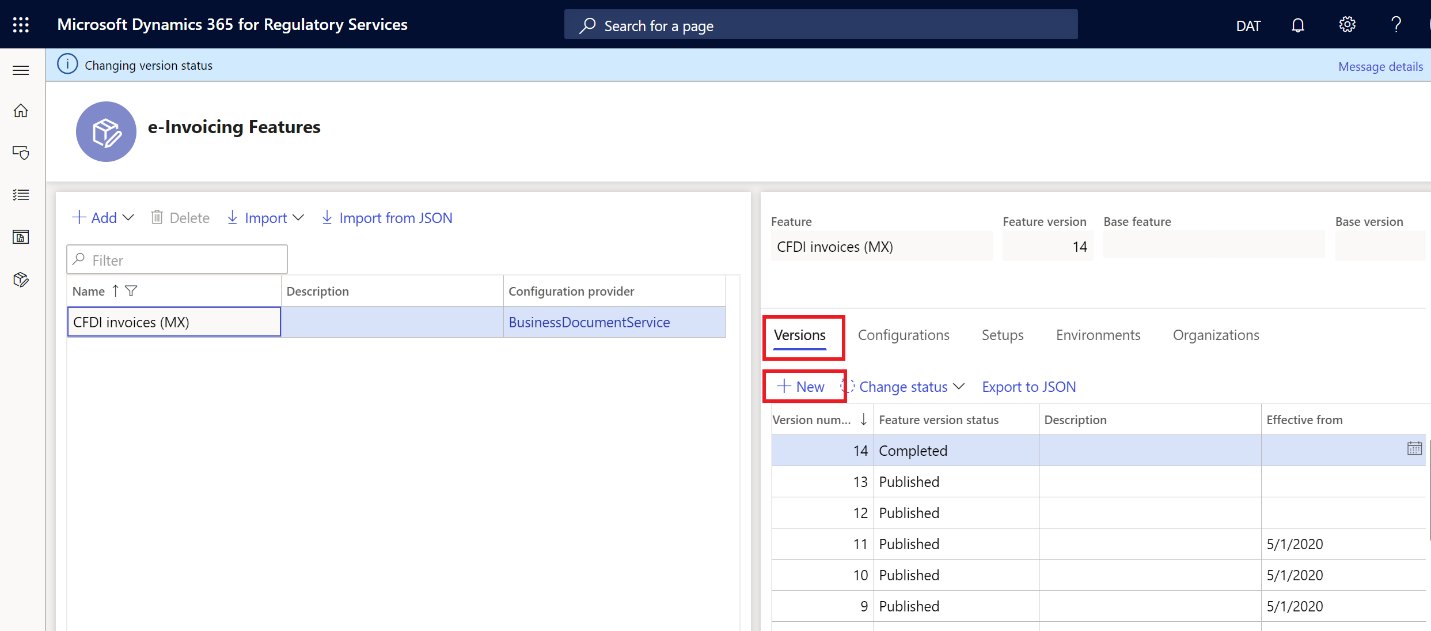 Microsoft Dynamics 365 for Regulatory Services
Search for a page
DAT
?
Changing version status
Message details
e-Invoicing Features
Add Delete Import Import from JSON
Filter
Name Description Configuration provider
CFDI invoices (MX) BusinessDocumentService
Feature Feature version Base feature Base version
CFDI invoices (MX) 14
Versions Configurations Setups Environments Organizations
New Change status Export to JSON
Version num... Feature version status Description Effective from
14 Completed
13 Published
12 Published
11 Published 5/1/2020
10 Published 5/1/2020
9 Published 5/1/2020